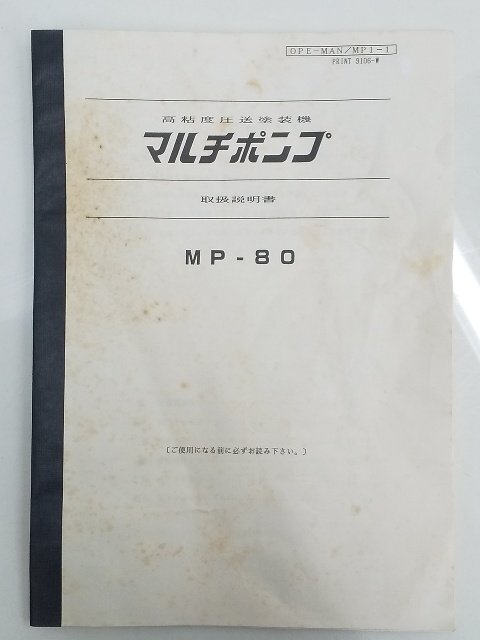 OPE-MAN/MP1-1
PRINT 9106-W
高粘度圧送塗装機
マルチポンプ
取扱説明書
MP-80
〔ご使用になる前に必ずお読み下さい。〕